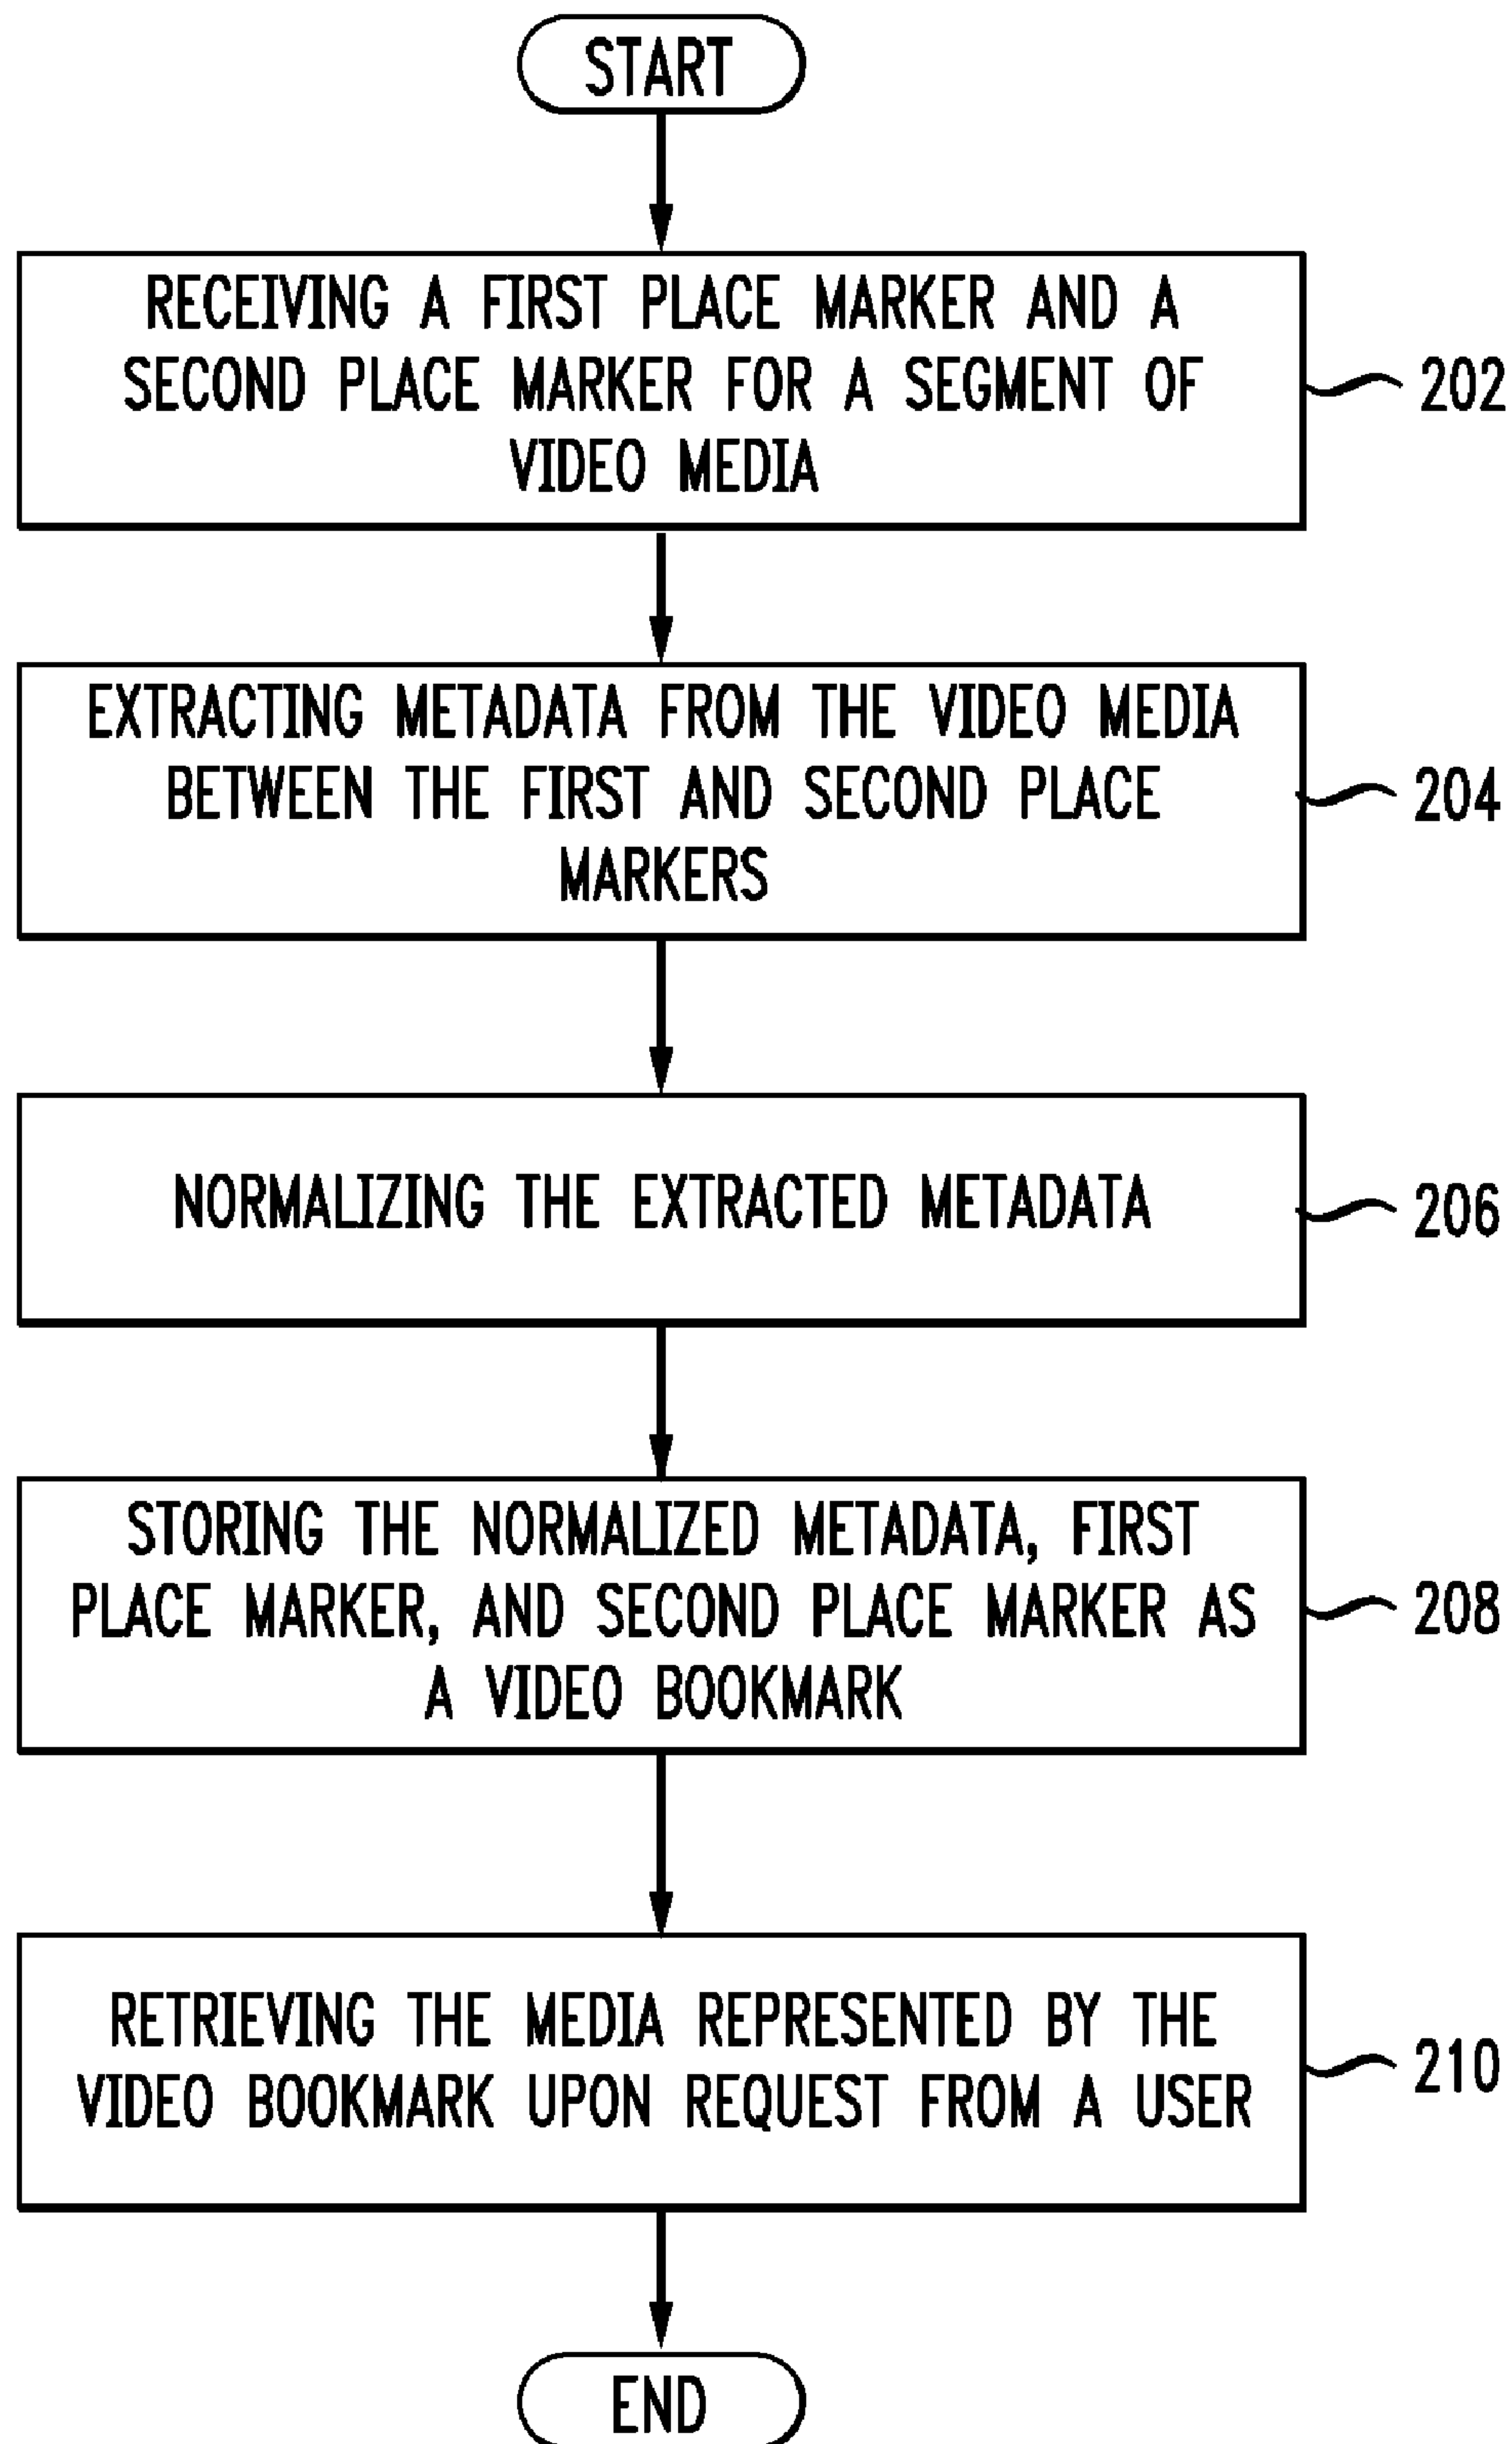 START
RECEIVING A FIRST PLACE MARKER AND A
SECOND PLACE MARKER FOR A SEGMENT OF
VIDEO MEDIA
202
EXTRACTING METADATA FROM THE VIDEO MEDIA
BETWEEN THE FIRST AND SECOND PLACE
MARKERS
204
NORMALIZING THE EXTRACTED METADATA
206
STORING THE NORMALIZED METADATA, FIRST
PLACE MARKER, AND SECOND PLACE MARKER AS
A VIDEO BOOKMARK
208
RETRIEVING THE MEDIA REPRESENTED BY THE
VIDEO BOOKMARK UPON REQUEST FROM A USER
210
END